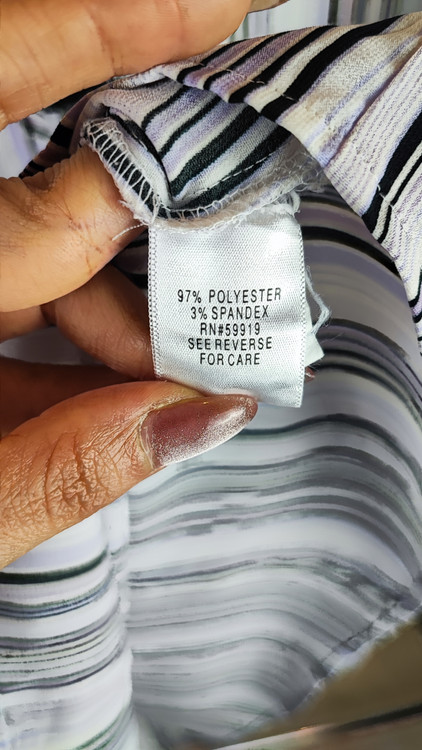 97% POLYESTER
3% SPANDEX
RN#59919
SEE REVERSE
FOR CARE